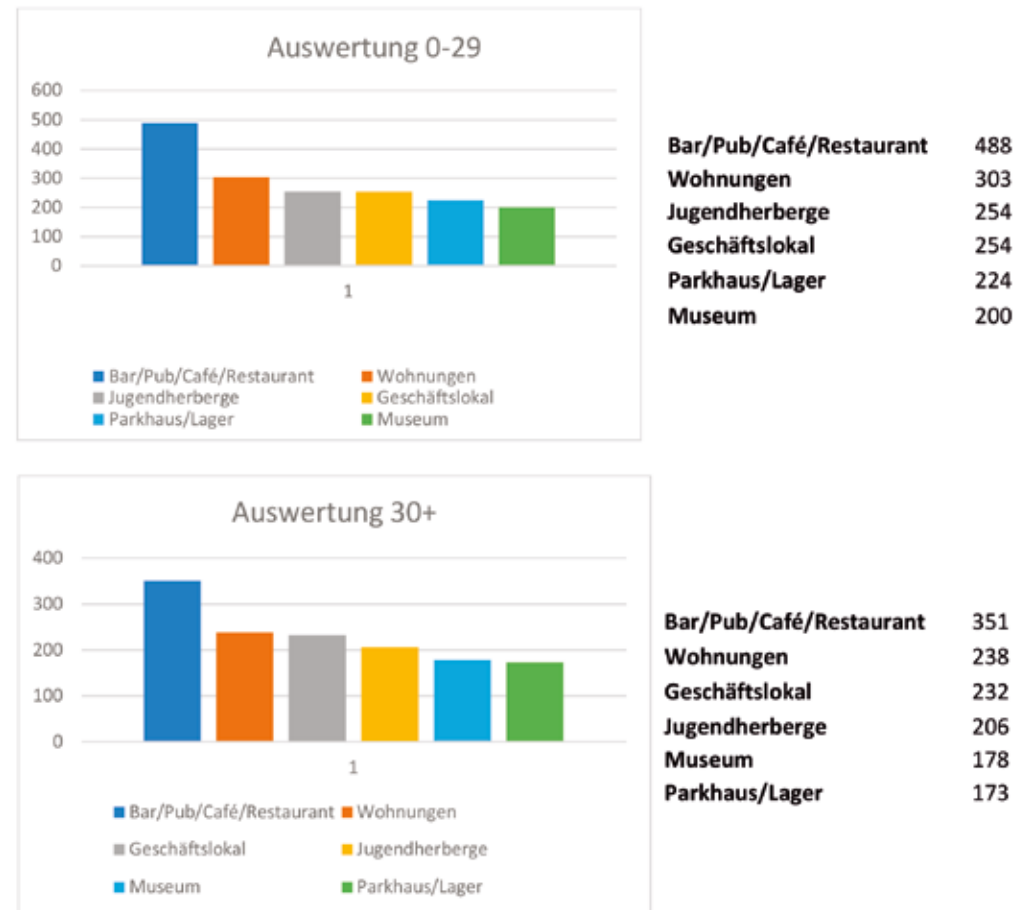 Auswertung 0-29
600
500
400
300
200
100
0
1
Bar/Pub/Café/Restaurant Wohnungen
Jugendherberge Geschäftslokal
Parkhaus/Lager Museum
Bar/Pub/Café/Restaurant 488
Wohnungen 303
Jugendherberge 254
Geschäftslokal 254
Parkhaus/Lager 224
Museum 200
Auswertung 30+
400
300
200
100
0
1
Bar/Pub/Café/Restaurant Wohnungen
Geschäftslokal Jugendherberge
Museum Parkhaus/Lager
Bar/Pub/Café/Restaurant 351
Wohnungen 238
Geschäftslokal 232
Jugendherberge 206
Museum 178
Parkhaus/Lager 173